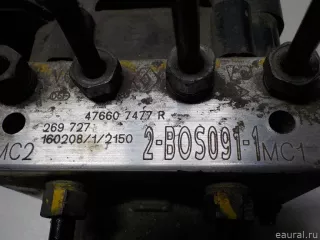 47660 7477 R
269 727
160208/1/2150
2-BOS091-1
MC2
MC1
© eaural.ru